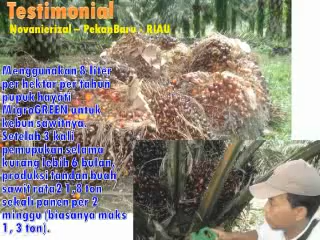 Testimonial
Novanierizal – PekanBaru - RIAU
Menggunakan 8 liter
per hektar per tahun
pupuk hayati
MigroGREEN untuk
kebun sawitnya.
Setelah 3 kali
pemupukan selama
kurang lebih 6 bulan,
produksi tandan buah
sawit rata2 1,8 ton
sekali panen per 2
minggu (biasanya maks
1, 3 ton).